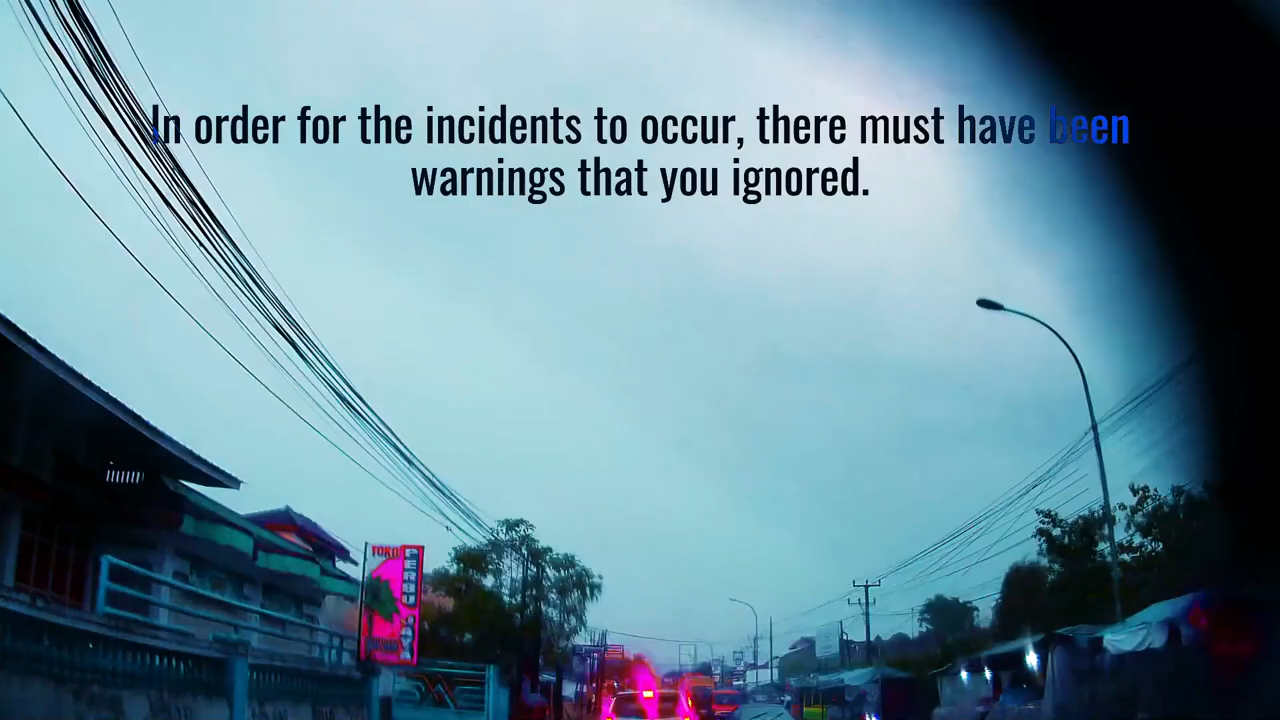 In order for the incidents to occur, there must have been
warnings that you ignored.
TOKO